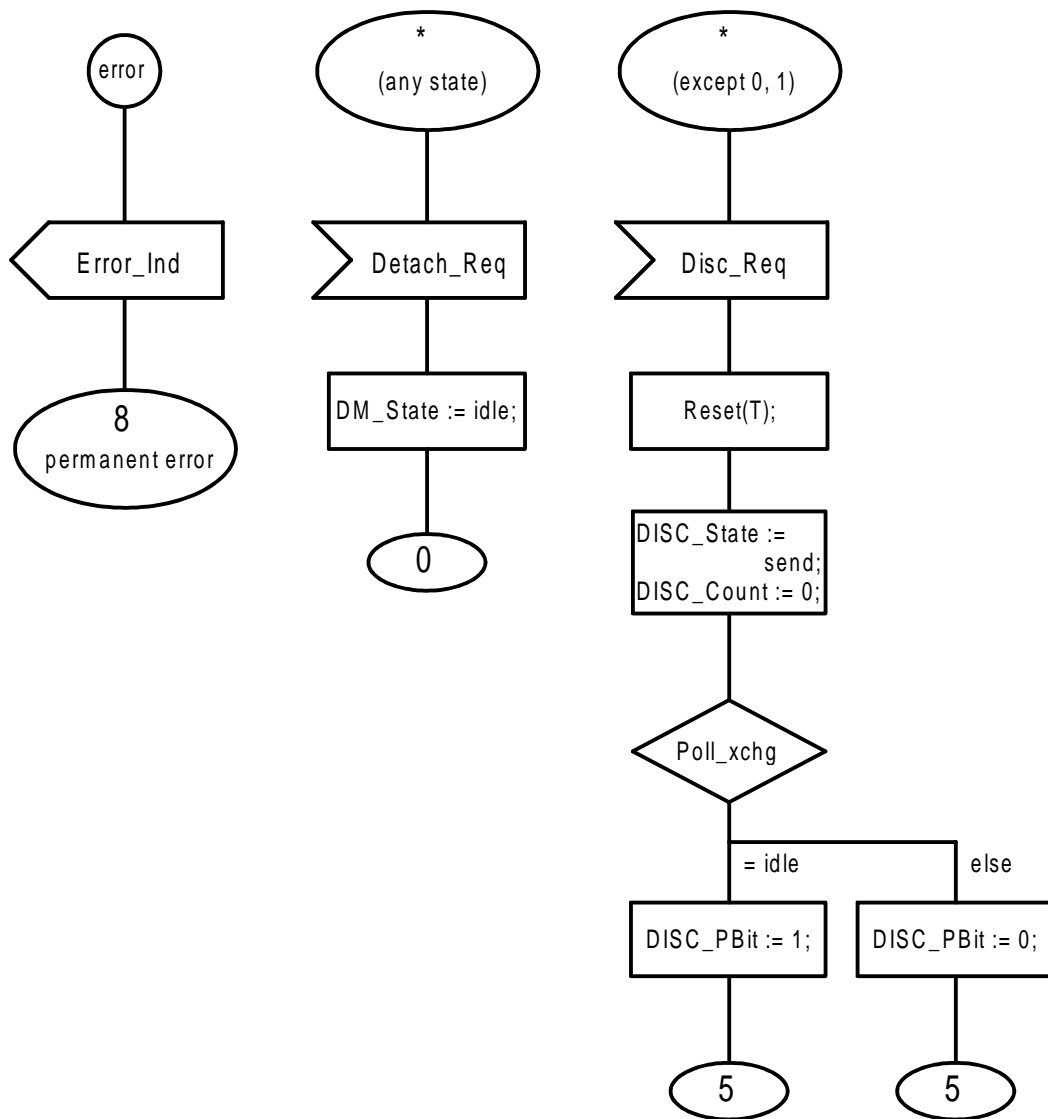 error
Error_Ind
8
permanent error
*
(any state)
Detach_Req
DM_State := idle;
0
*
(except 0, 1)
Disc_Req
Reset(T);
DISC_State :=
send;
DISC_Count := 0;
Poll_xchg
= idle
else
DISC_PBit := 1;
DISC_PBit := 0;
5
5